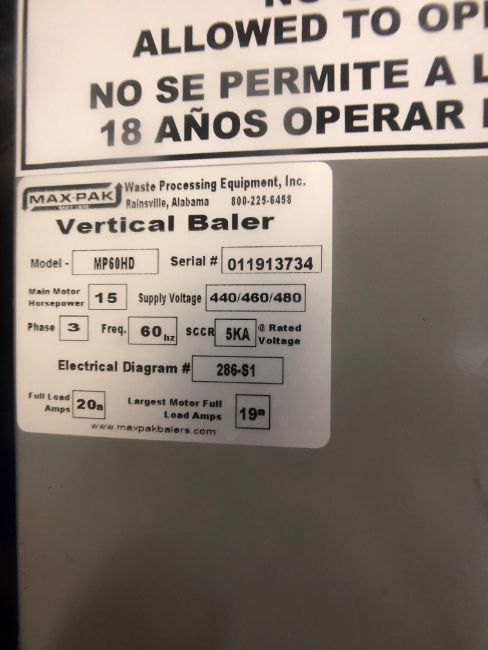 ALLOWED TO
NO SE PERMITE A
18 AÑOS OPERAR
MAX-PAK
Waste Processing Equipment, Inc.
Rainsville, Alabama 800-225-6458
Vertical Baler
Model - MP60HD Serial # 011913734
Main Motor Horsepower 15 Supply Voltage 440/460/480
Phase 3 Freq. 60hz SCCR 5KA @ Rated Voltage
Electrical Diagram # 286-S1
Full Load Amps 20a Largest Motor Full Load Amps 19a
www.maxpakbalers.com